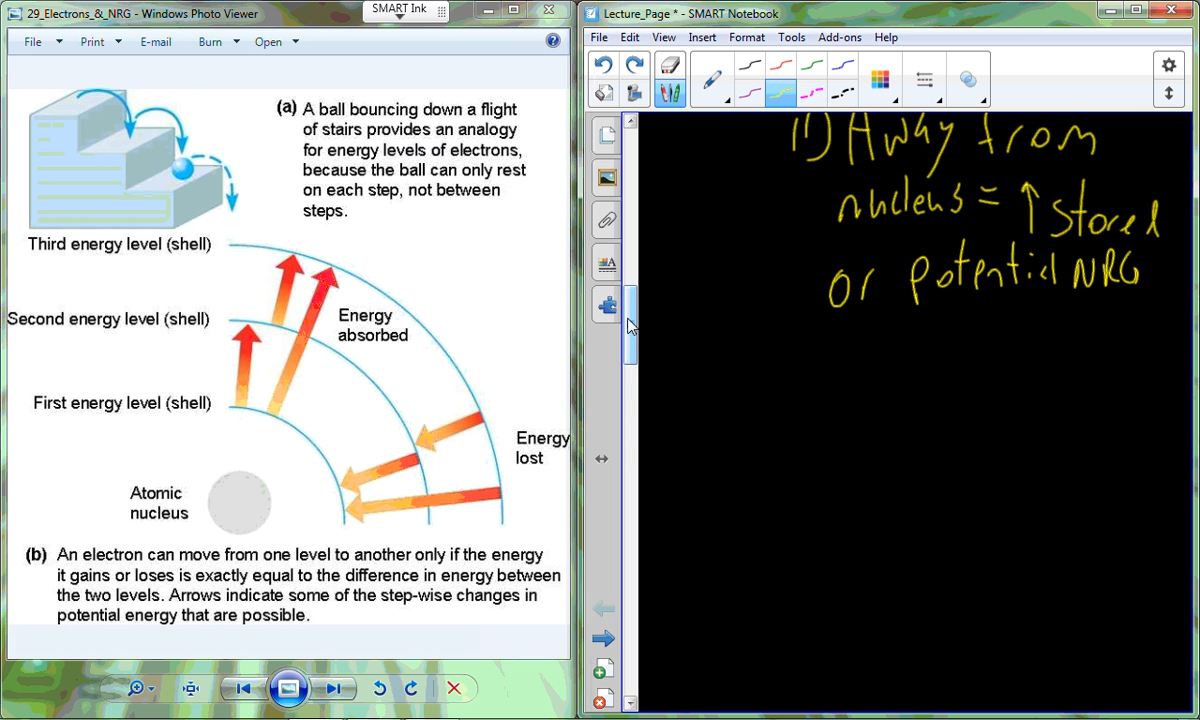 29_Electrons_&_NRG - Windows Photo Viewer
SMART Ink
File Print E-mail Burn Open
(a) A ball bouncing down a flight
of stairs provides an analogy
for energy levels of electrons,
because the ball can only rest
on each step, not between
steps.
Third energy level (shell)
Second energy level (shell)
Energy
absorbed
First energy level (shell)
Energy
lost
Atomic
nucleus
(b) An electron can move from one level to another only if the energy
it gains or loses is exactly equal to the difference in energy between
the two levels. Arrows indicate some of the step-wise changes in
potential energy that are possible.
Lecture_Page * - SMART Notebook
File Edit View Insert Format Tools Add-ons Help
1) Away from
nucleus = ↑ stored
or potential NRG